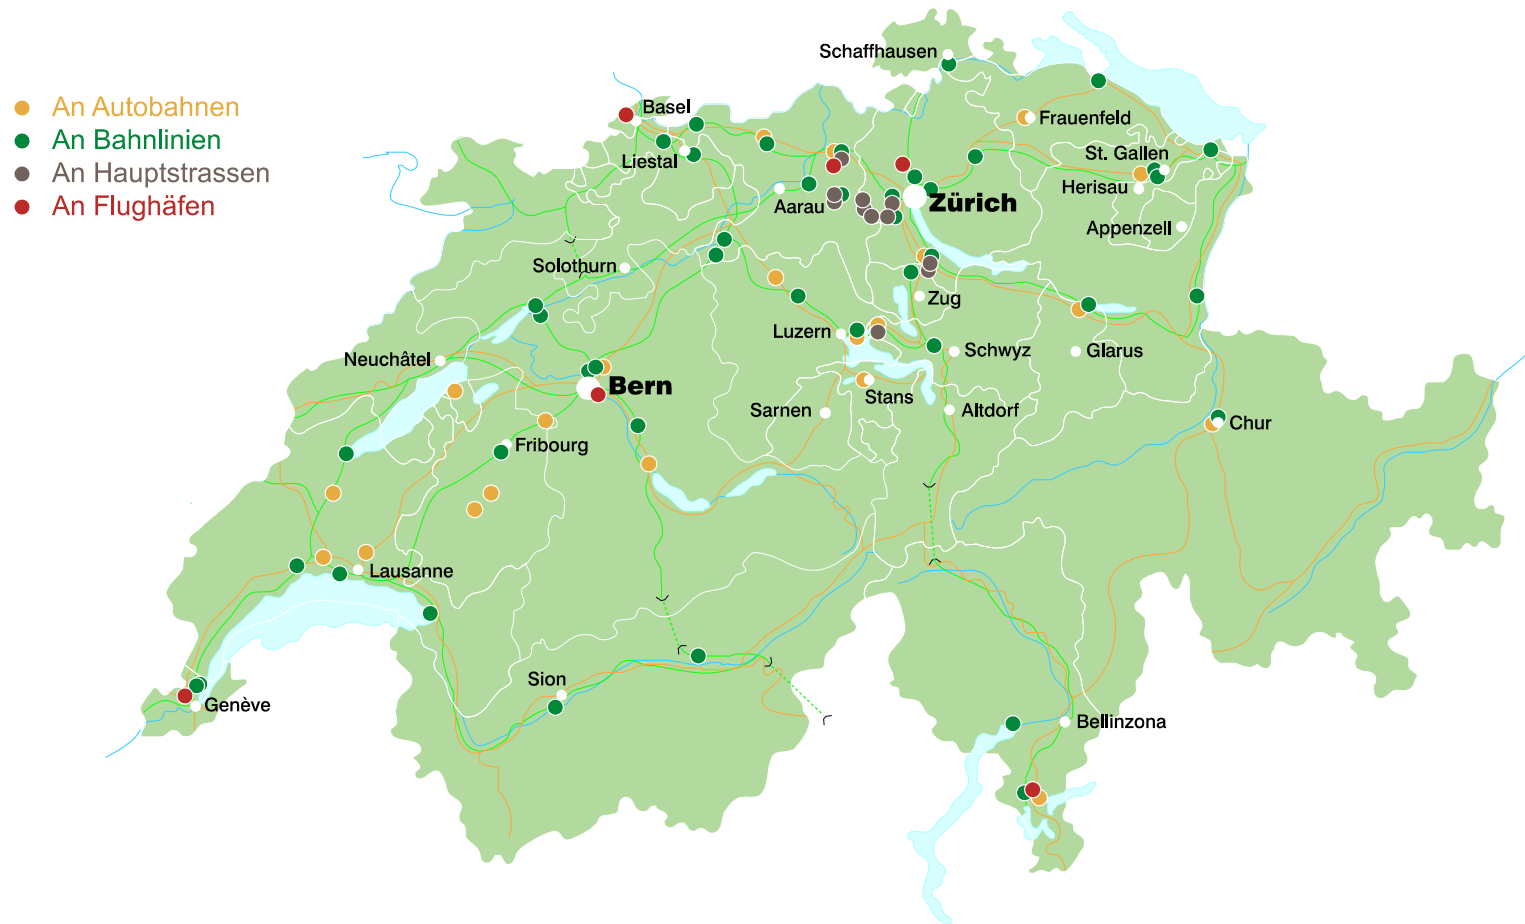 An Autobahnen
An Bahnlinien
An Hauptstrassen
An Flughäfen
Schaffhausen
Basel
Frauenfeld
Liestal
St. Gallen
Herisau
Aarau
Zürich
Appenzell
Solothurn
Zug
Luzern
Neuchâtel
Schwyz
Glarus
Bern
Stans
Sarnen
Altdorf
Chur
Fribourg
Lausanne
Sion
Genève
Bellinzona